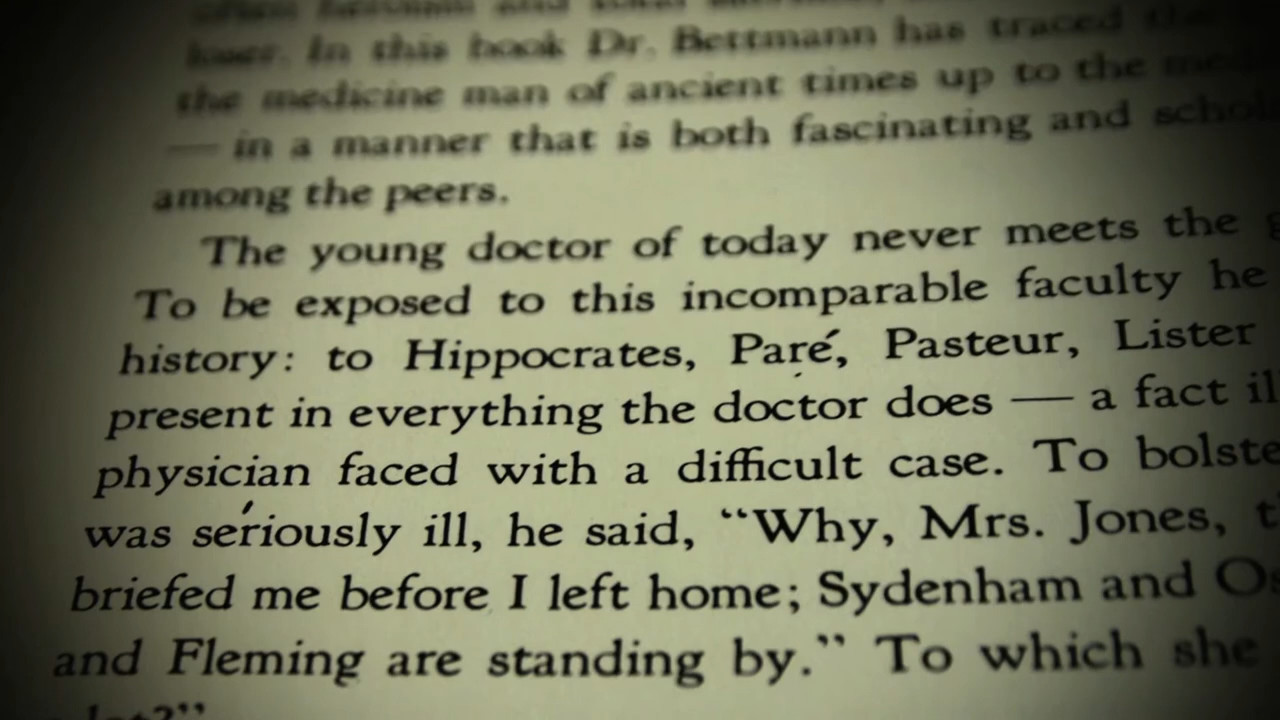 loser. In this book Dr. Bettmann has traced the
the medicine man of ancient times up to the
— in a manner that is both fascinating and
among the peers.
The young doctor of today never meets the
To be exposed to this incomparable faculty he
history: to Hippocrates, Paré, Pasteur, Lister
present in everything the doctor does — a fact
physician faced with a difficult case. To
was seriously ill, he said, “Why, Mrs. Jones,
briefed me before I left home; Sydenham and
and Fleming are standing by.” To which she